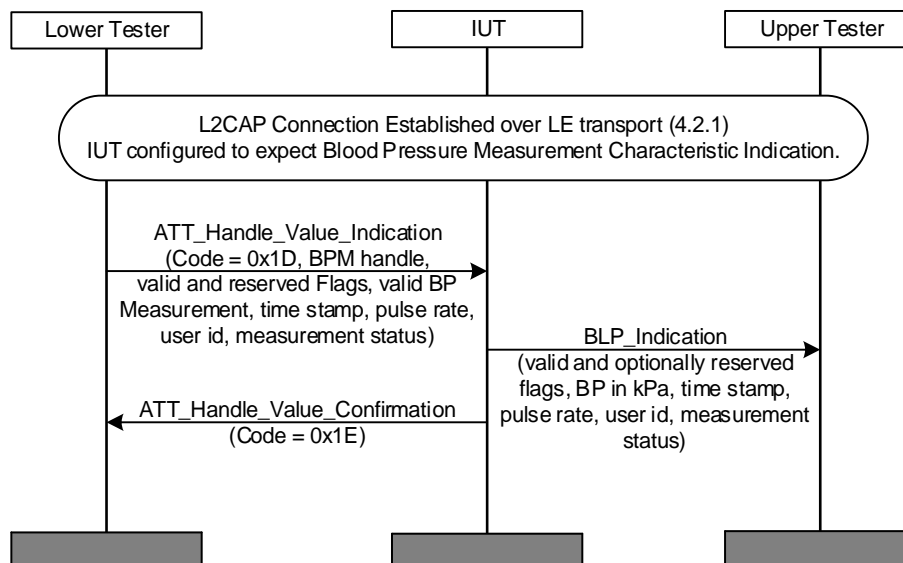 Lower Tester
IUT
Upper Tester
L2CAP Connection Established over LE transport (4.2.1)
IUT configured to expect Blood Pressure Measurement Characteristic Indication.
ATT_Handle_Value_Indication
(Code = 0x1D, BPM handle,
valid and reserved Flags, valid BP
Measurement, time stamp, pulse rate,
user id, measurement status)
BLP_Indication
(valid and optionally reserved
flags, BP in kPa, time stamp,
pulse rate, user id, measurement
status)
ATT_Handle_Value_Confirmation
(Code = 0x1E)